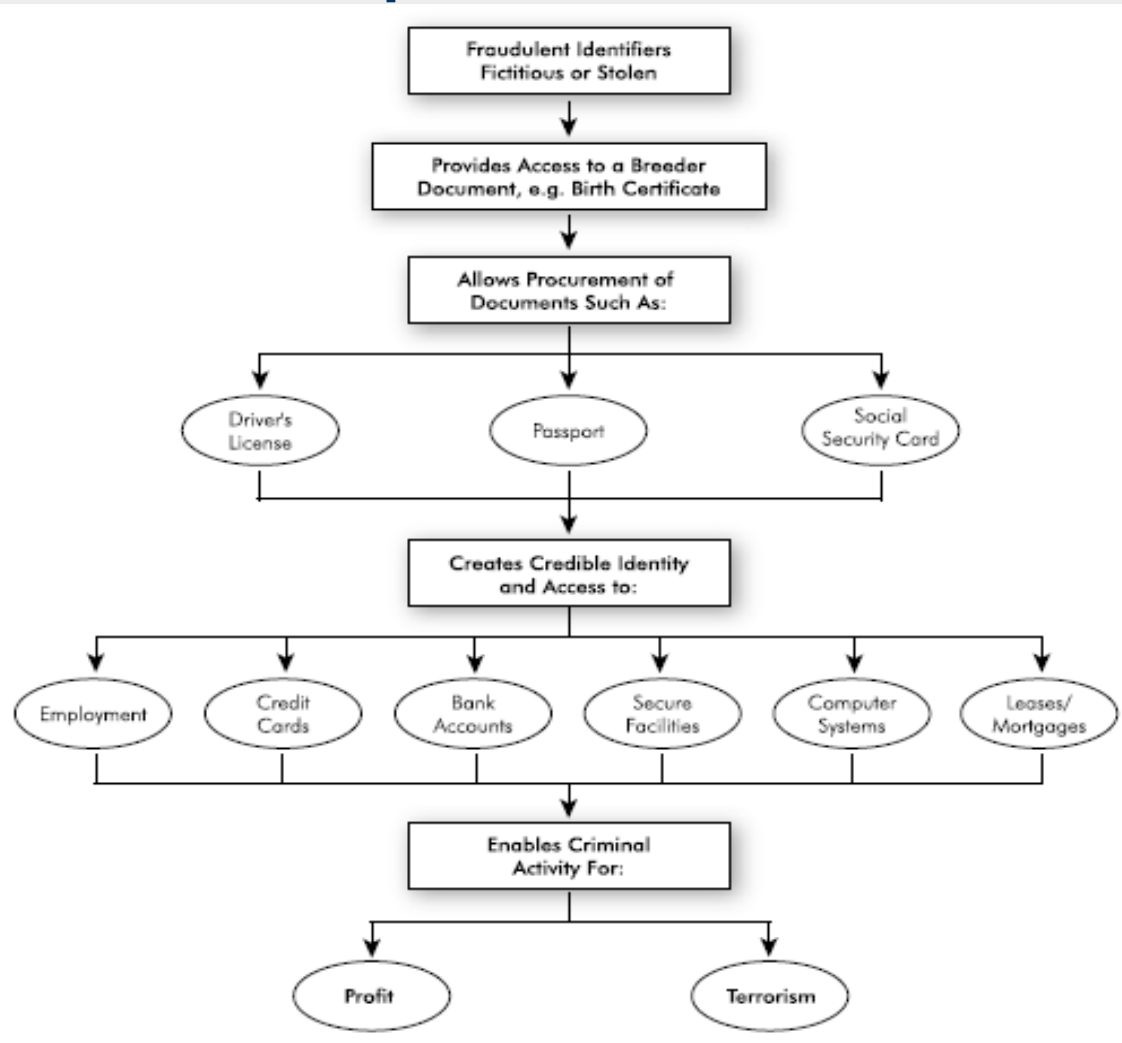 Fraudulent Identifiers
Fictitious or Stolen
Provides Access to a Breeder
Document, e.g. Birth Certificate
Allows Procurement of
Documents Such As:
Driver's
License
Passport
Social
Security Card
Creates Credible Identity
and Access to:
Employment
Credit
Cards
Bank
Accounts
Secure
Facilities
Computer
Systems
Leases/
Mortgages
Enables Criminal
Activity For:
Profit
Terrorism